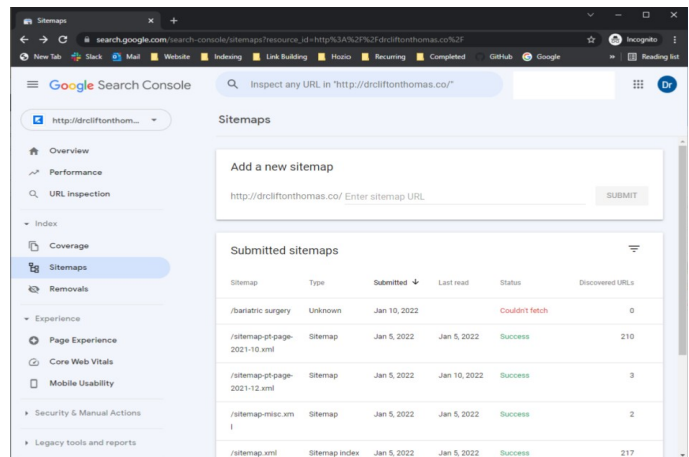 Sitemaps
search.google.com/search-console/sitemaps?resource_id=http%3A%2F%2Fdrcliftonthomas.co%2F
Incognito
New Tab Slack Mail Website Indexing Link Building Hozio Recurring Completed GitHub Google » Reading list
Google Search Console
Inspect any URL in "http://drcliftonthomas.co/"
Dr
http://drcliftonthom...
Sitemaps
Overview
Performance
URL inspection
Index
Coverage
Sitemaps
Removals
Experience
Page Experience
Core Web Vitals
Mobile Usability
Security & Manual Actions
Legacy tools and reports
Add a new sitemap
http://drcliftonthomas.co/ Enter sitemap URL
SUBMIT
Submitted sitemaps
Sitemap Type Submitted Last read Status Discovered URLs
/bariatric surgery Unknown Jan 10, 2022 Couldn't fetch 0
/sitemap-pt-page- Sitemap Jan 5, 2022 Jan 5, 2022 Success 210
2021-10.xml
/sitemap-pt-page- Sitemap Jan 5, 2022 Jan 10, 2022 Success 3
2021-12.xml
/sitemap-misc.xm Sitemap Jan 5, 2022 Jan 5, 2022 Success 2
l
/sitemap.xml Sitemap index Jan 5, 2022 Jan 5, 2022 Success 217